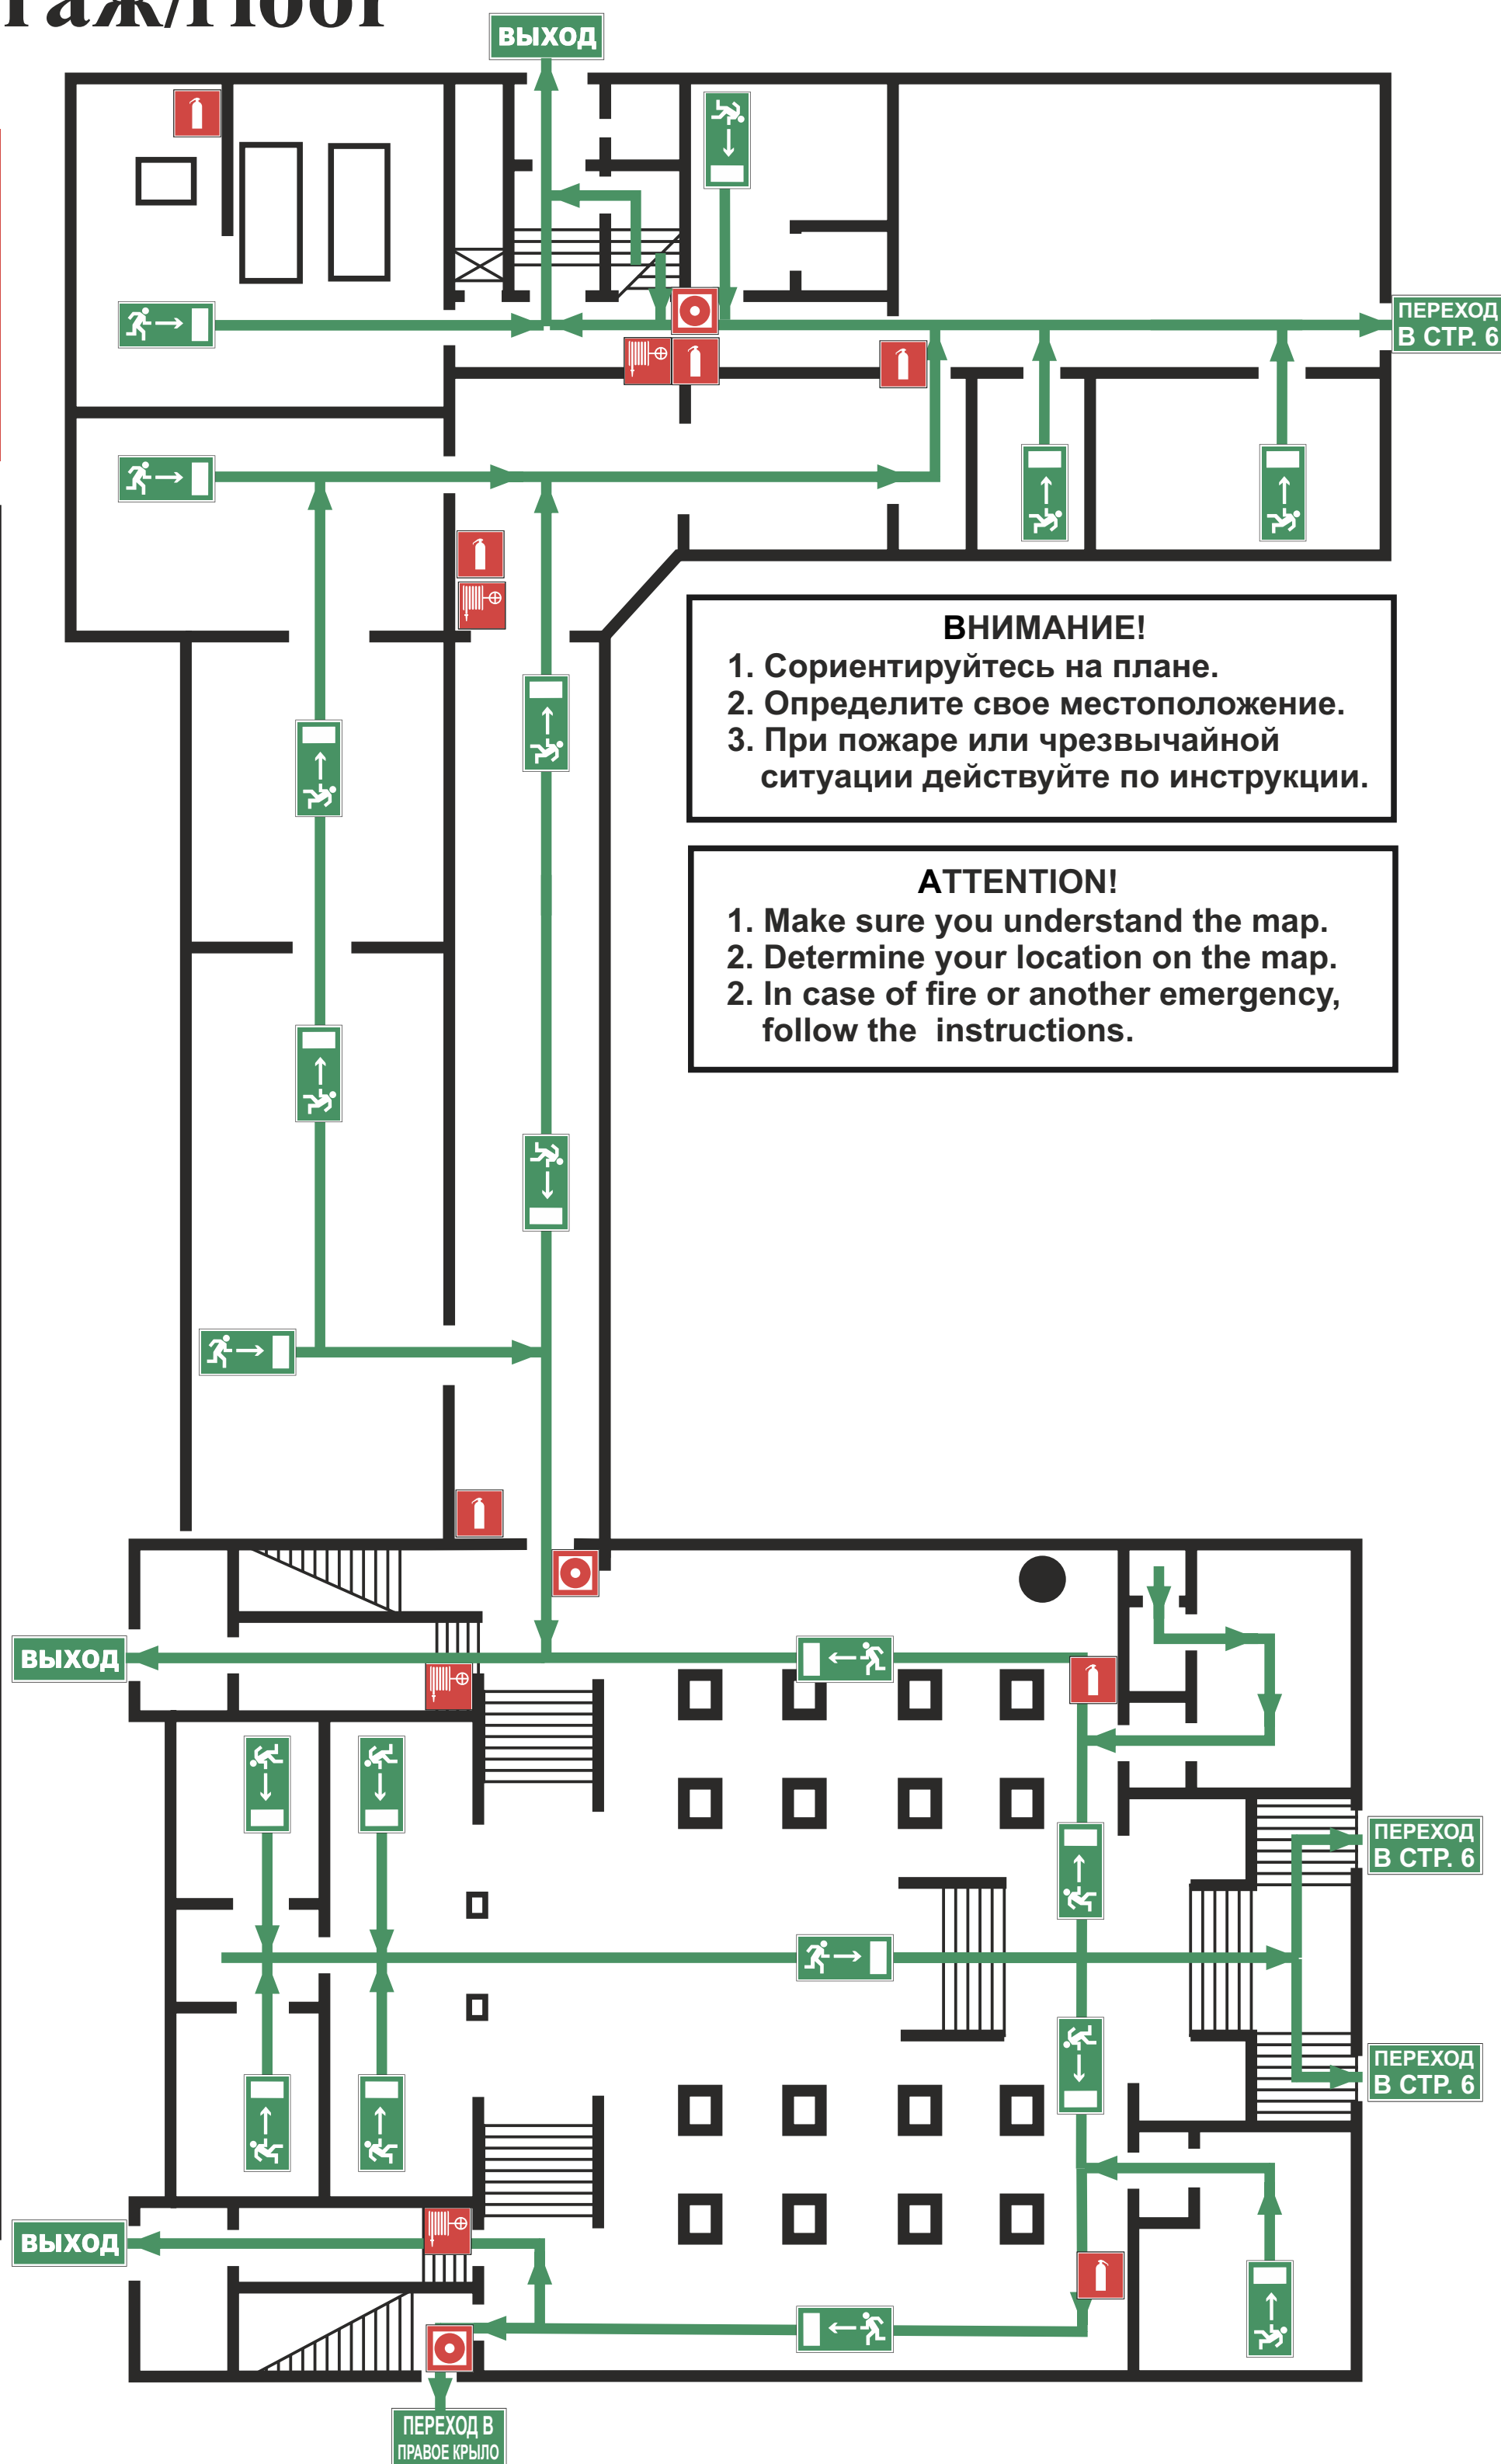 таж/Floor
ВЫХОД
ПЕРЕХОД
В СТР. 6
ВНИМАНИЕ!
1. Сориентируйтесь на плане.
2. Определите свое местоположение.
3. При пожаре или чрезвычайной
ситуации действуйте по инструкции.
ATTENTION!
1. Make sure you understand the map.
2. Determine your location on the map.
2. In case of fire or another emergency,
follow the instructions.
ВЫХОД
ПЕРЕХОД
В СТР. 6
ПЕРЕХОД
В СТР. 6
ВЫХОД
ПЕРЕХОД В
ПРАВОЕ КРЫЛО